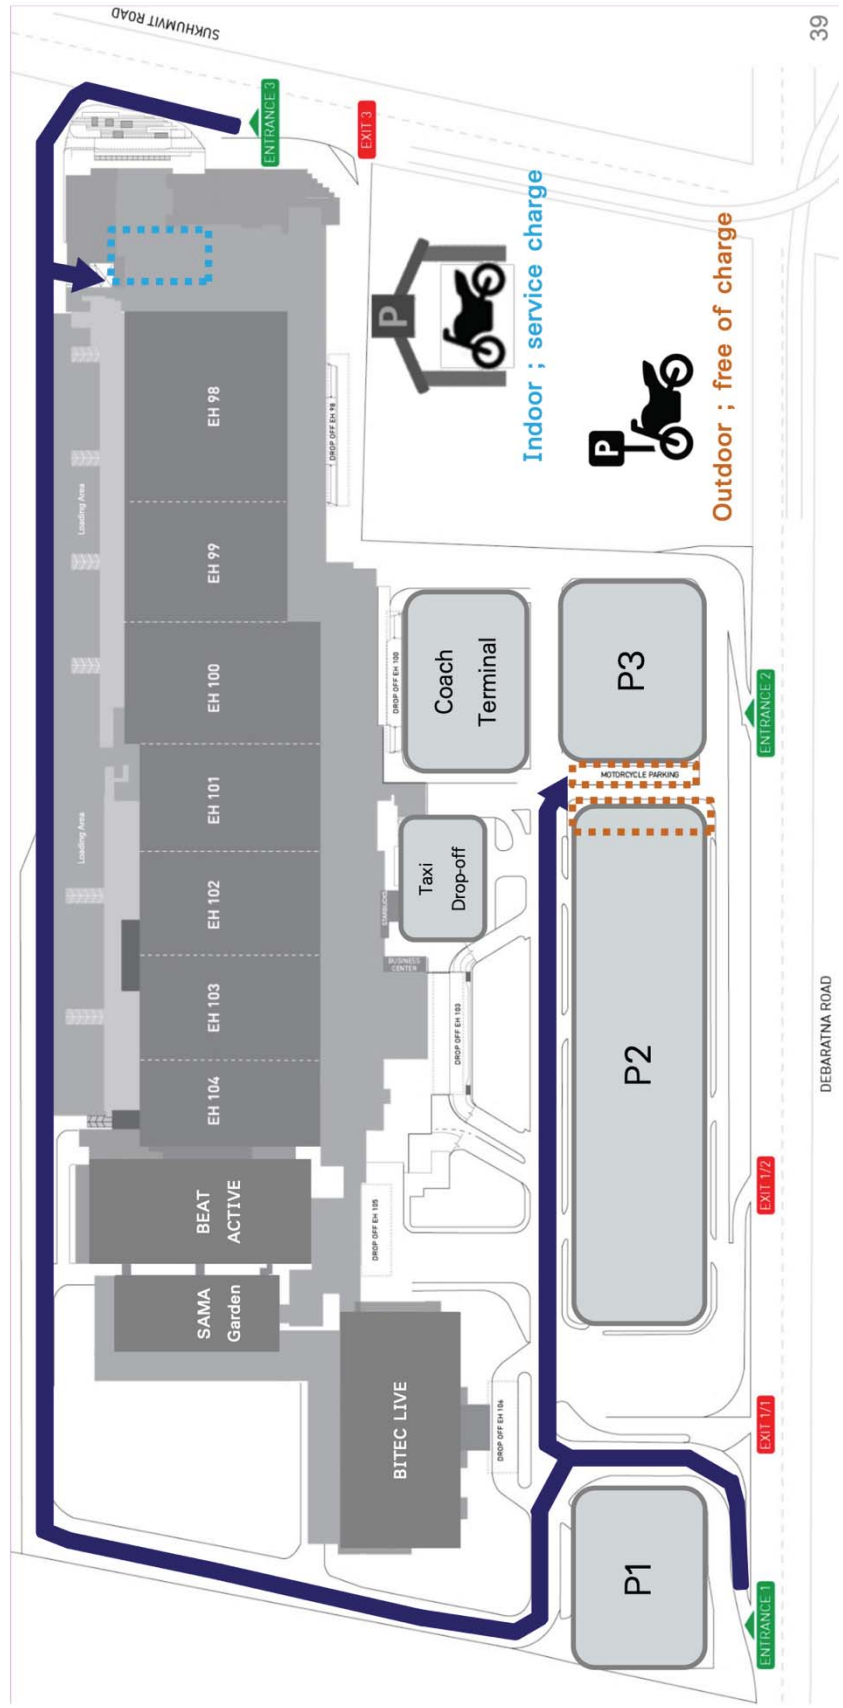 SUKHUMVIT ROAD
Loading Area
Loading Area
BEAT
ACTIVE
SAMA
Garden
EH 104
EH 103
EH 102
EH 101
EH 100
EH 99
EH 98
ENTRANCE 3
EXIT 3
DROP OFF EH 98
BITEC LIVE
DROP OFF EH 105
STARBUCKS
BUSINESS
CENTER
DROP OFF EH 100
P
DROP OFF EH 103
Taxi
Drop-off
Coach
Terminal
DROP OFF EH 106
Indoor ; service charge
P
Outdoor ; free of charge
P1
P2
MOTORCYCLE PARKING
P3
ENTRANCE 1
EXIT 1/1
EXIT 1/2
ENTRANCE 2
DEBARATNA ROAD
39